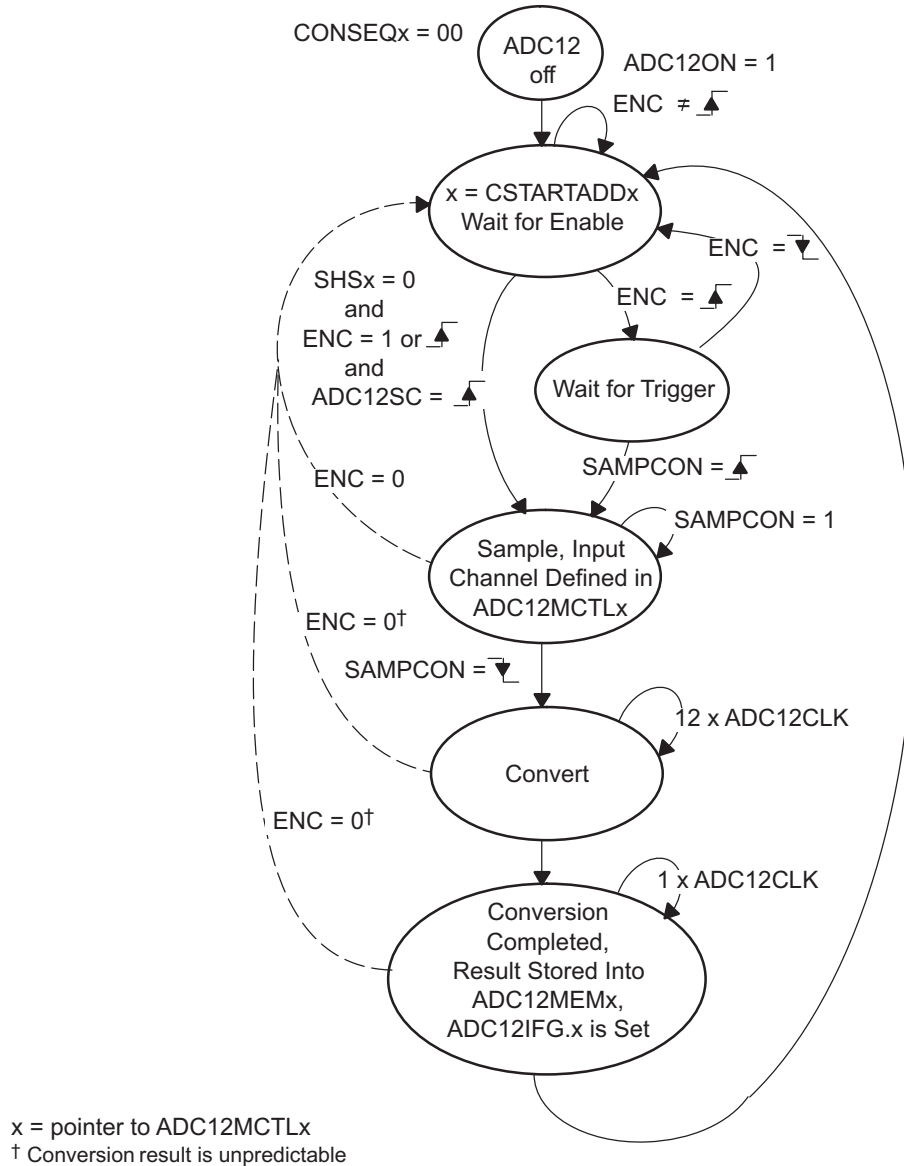 CONSEQx = 00
ADC12
off
ADC12ON = 1
ENC ≠
x = CSTARTADDx
Wait for Enable
ENC =
SHSx = 0
and
ENC = 1 or
and
ADC12SC =
ENC =
Wait for Trigger
SAMPCON =
ENC = 0
SAMPCON = 1
Sample, Input
Channel Defined in
ADC12MCTLx
ENC = 0†
SAMPCON =
12 x ADC12CLK
Convert
ENC = 0†
1 x ADC12CLK
Conversion
Completed,
Result Stored Into
ADC12MEMx,
ADC12IFG.x is Set
x = pointer to ADC12MCTLx
† Conversion result is unpredictable